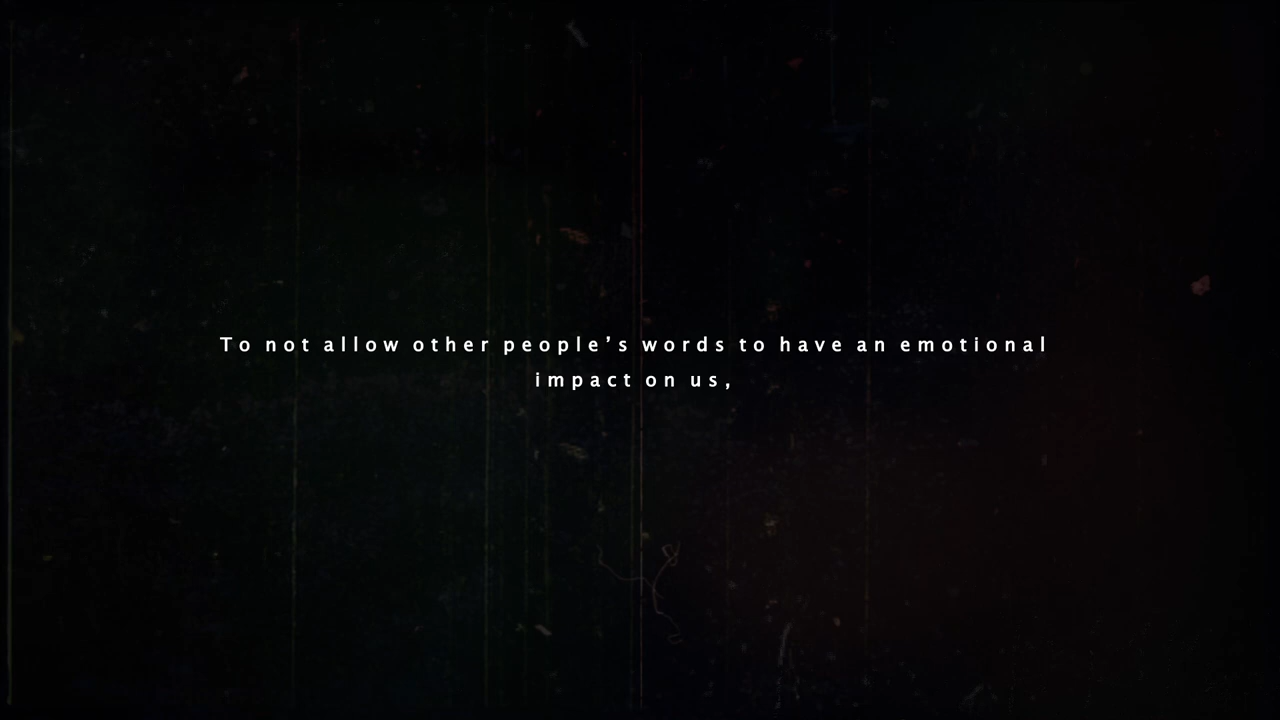 To not allow other people’s words to have an emotional
impact on us,